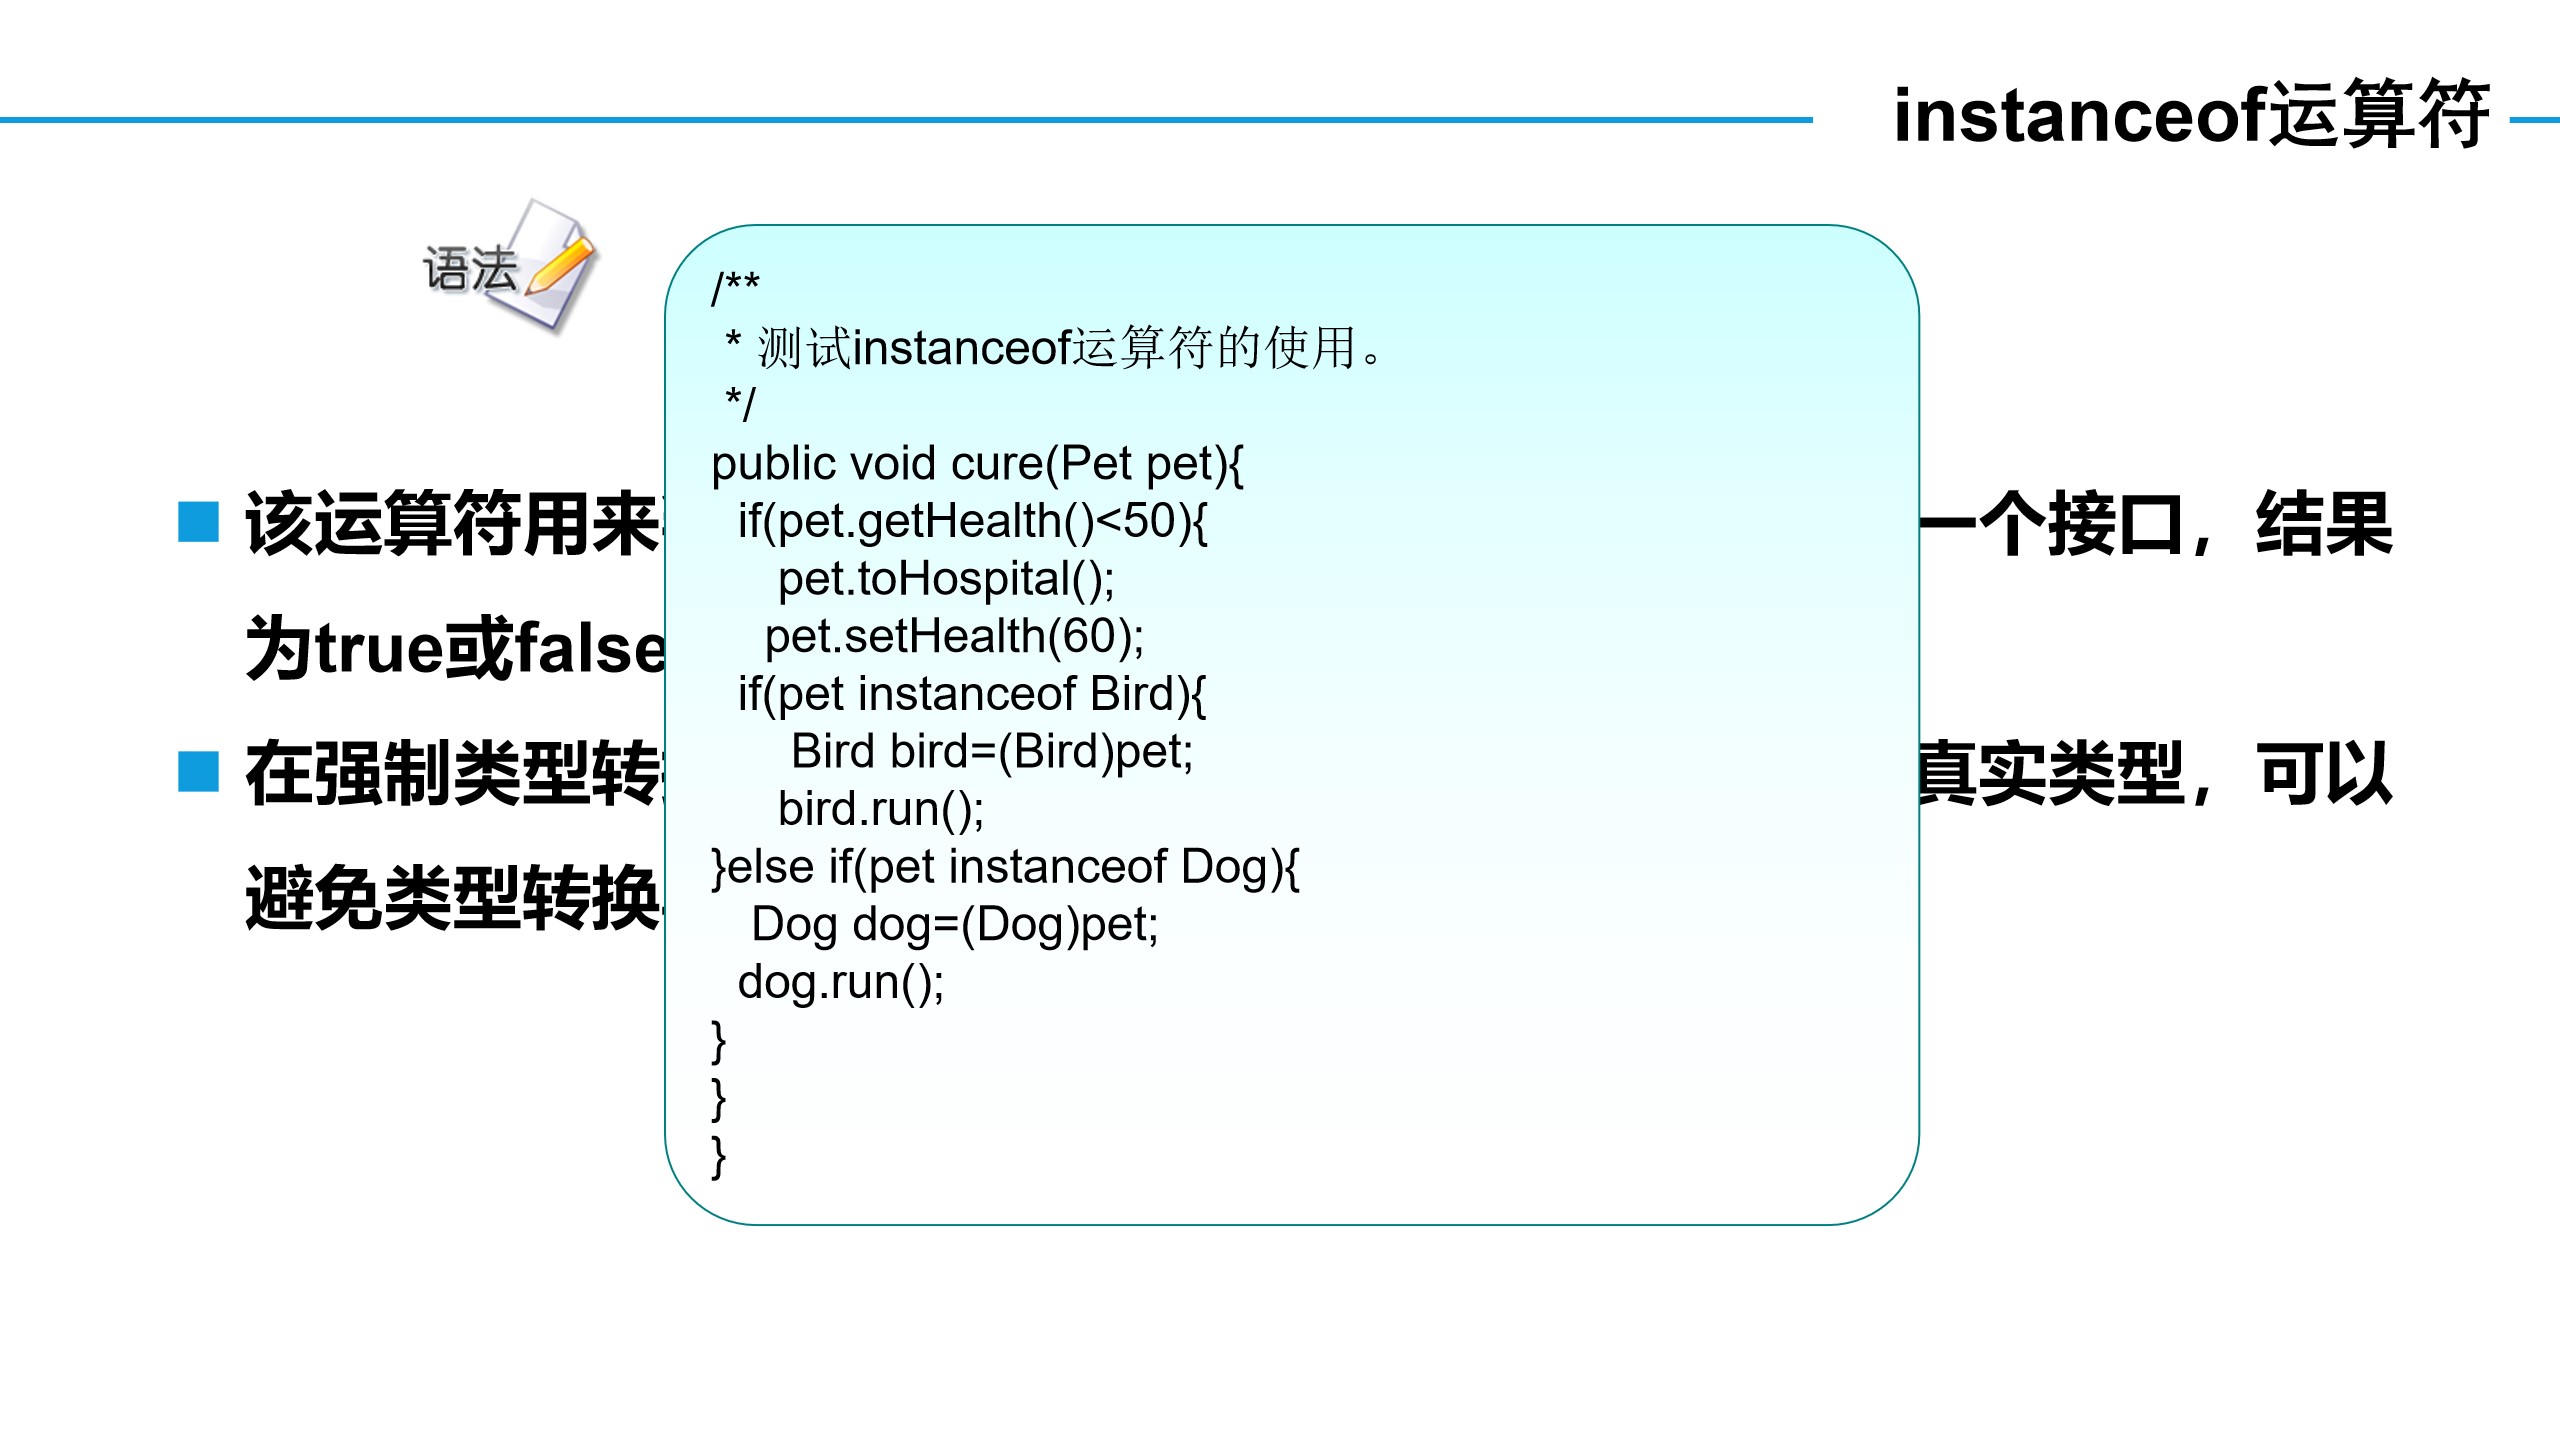 instanceof运算符
语法
/**
 * 测试instanceof运算符的使用。
 */
public void cure(Pet pet){
  if(pet.getHealth()<50){
     pet.toHospital();
    pet.setHealth(60);
  if(pet instanceof Bird){
      Bird bird=(Bird)pet;
     bird.run();
}else if(pet instanceof Dog){
   Dog dog=(Dog)pet;
  dog.run();
}
}
}
该运算符用来 一个接口，结果
为true或false
在强制类型转 真实类型，可以
避免类型转换